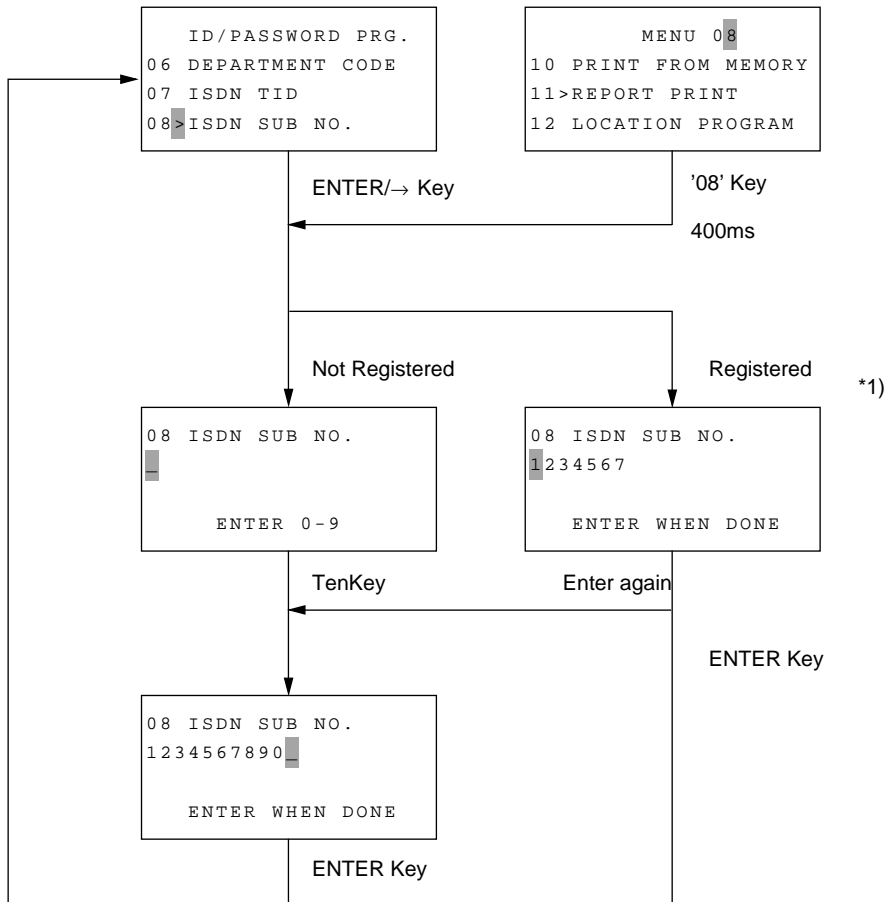 ID/PASSWORD PRG.
06 DEPARTMENT CODE
07 ISDN TID
08>ISDN SUB NO.
MENU 08
10 PRINT FROM MEMORY
11>REPORT PRINT
12 LOCATION PROGRAM
ENTER/→ Key
'08' Key
400ms
Not Registered
Registered
*1)
08 ISDN SUB NO.
_
ENTER 0-9
08 ISDN SUB NO.
1234567
ENTER WHEN DONE
TenKey
Enter again
ENTER Key
08 ISDN SUB NO.
1234567890_
ENTER WHEN DONE
ENTER Key